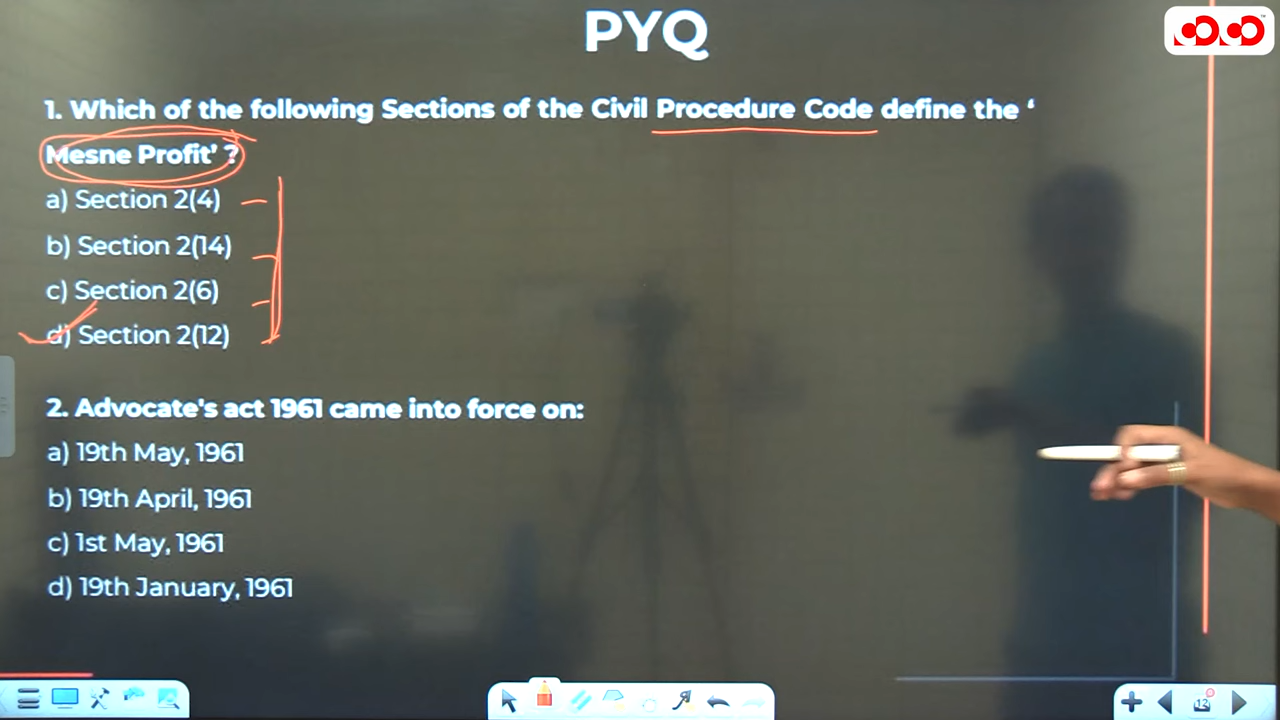 PYQ
1. Which of the following Sections of the Civil Procedure Code define the ‘
Mesne Profit’ ?
a) Section 2(4)
b) Section 2(14)
c) Section 2(6)
d) Section 2(12)
2. Advocate's act 1961 came into force on:
a) 19th May, 1961
b) 19th April, 1961
c) 1st May, 1961
d) 19th January, 1961
12